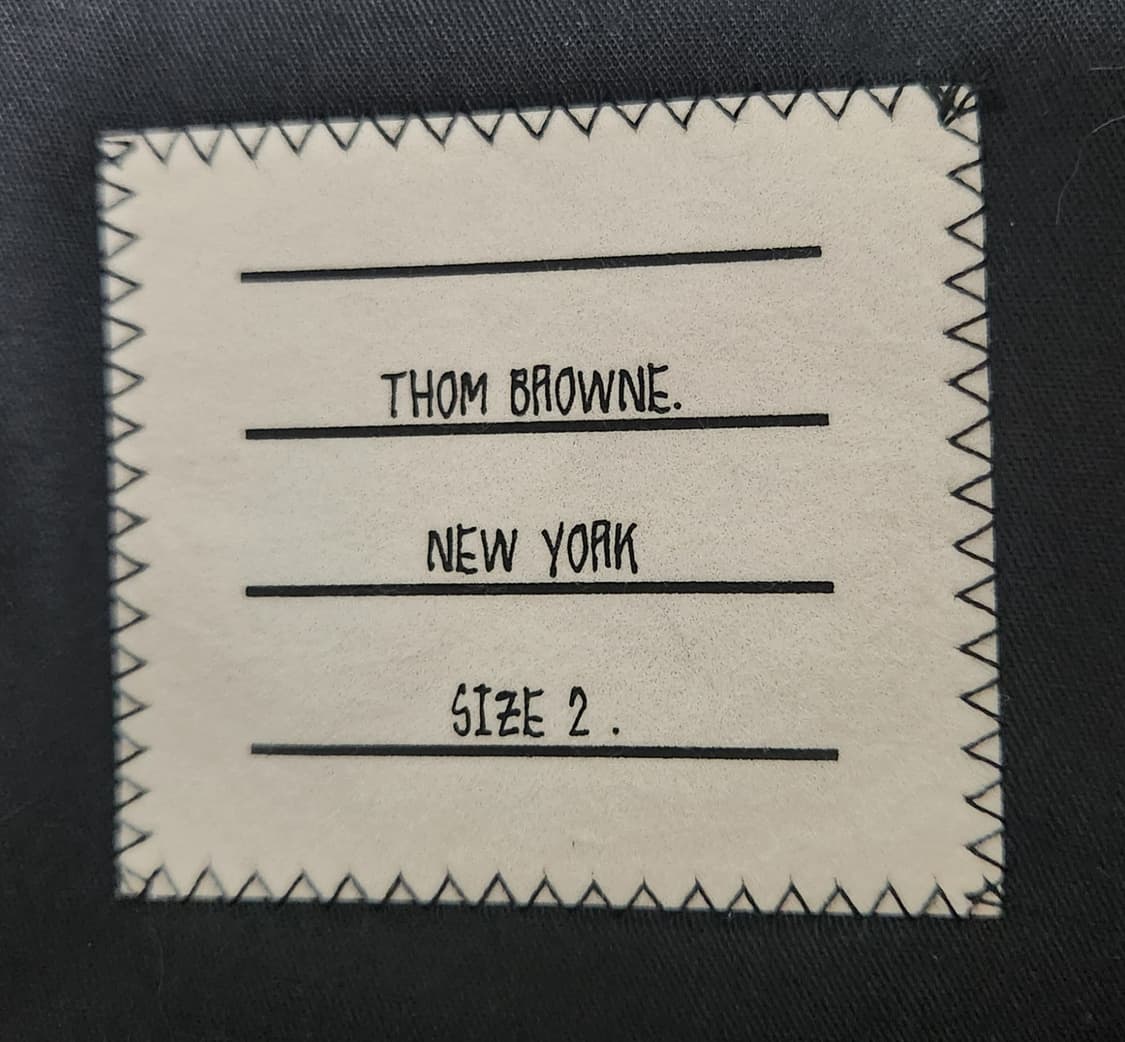 THOM BROWNE.
NEW YORK
SIZE 2 .